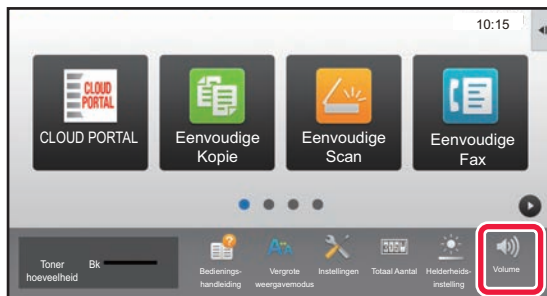 10:15
CLOUD
PORTAL
CLOUD PORTAL
Eenvoudige
Kopie
Eenvoudige
Scan
Eenvoudige
Fax
Toner
hoeveelheid
Bk
Bedienings-
handleiding
Vergrote
weergavemodus
Instellingen
Totaal Aantal
Helderheids-
instelling
Volume